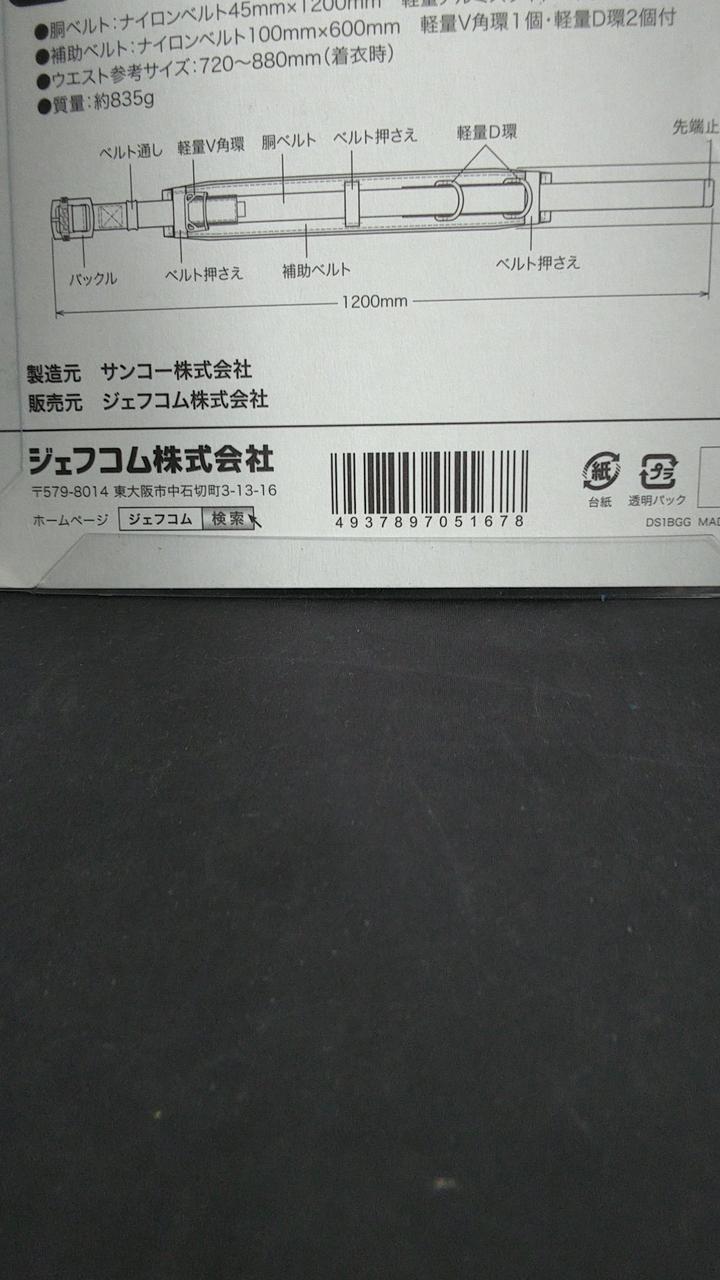 ●胴ベルト：ナイロンベルト45mm×1200mm
●補助ベルト：ナイロンベルト100mm×600mm　軽量V角環1個・軽量D環2個付
●ウエスト参考サイズ：720〜880mm（着衣時）
●質量：約835g
ベルト通し　軽量V角環　胴ベルト　ベルト押さえ　軽量D環　先端止
バックル　ベルト押さえ　補助ベルト　ベルト押さえ
1200mm
製造元　サンコー株式会社
販売元　ジェフコム株式会社
ジェフコム株式会社
〒579-8014 東大阪市中石切町3-13-16
ホームページ　ジェフコム　検索
4937897051678
紙　プラ
台紙　透明パック
DS1BGG MAD